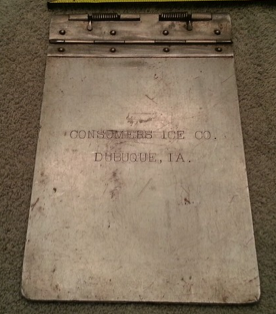 CONSUMERS ICE CO.
DUBUQUE, IA.